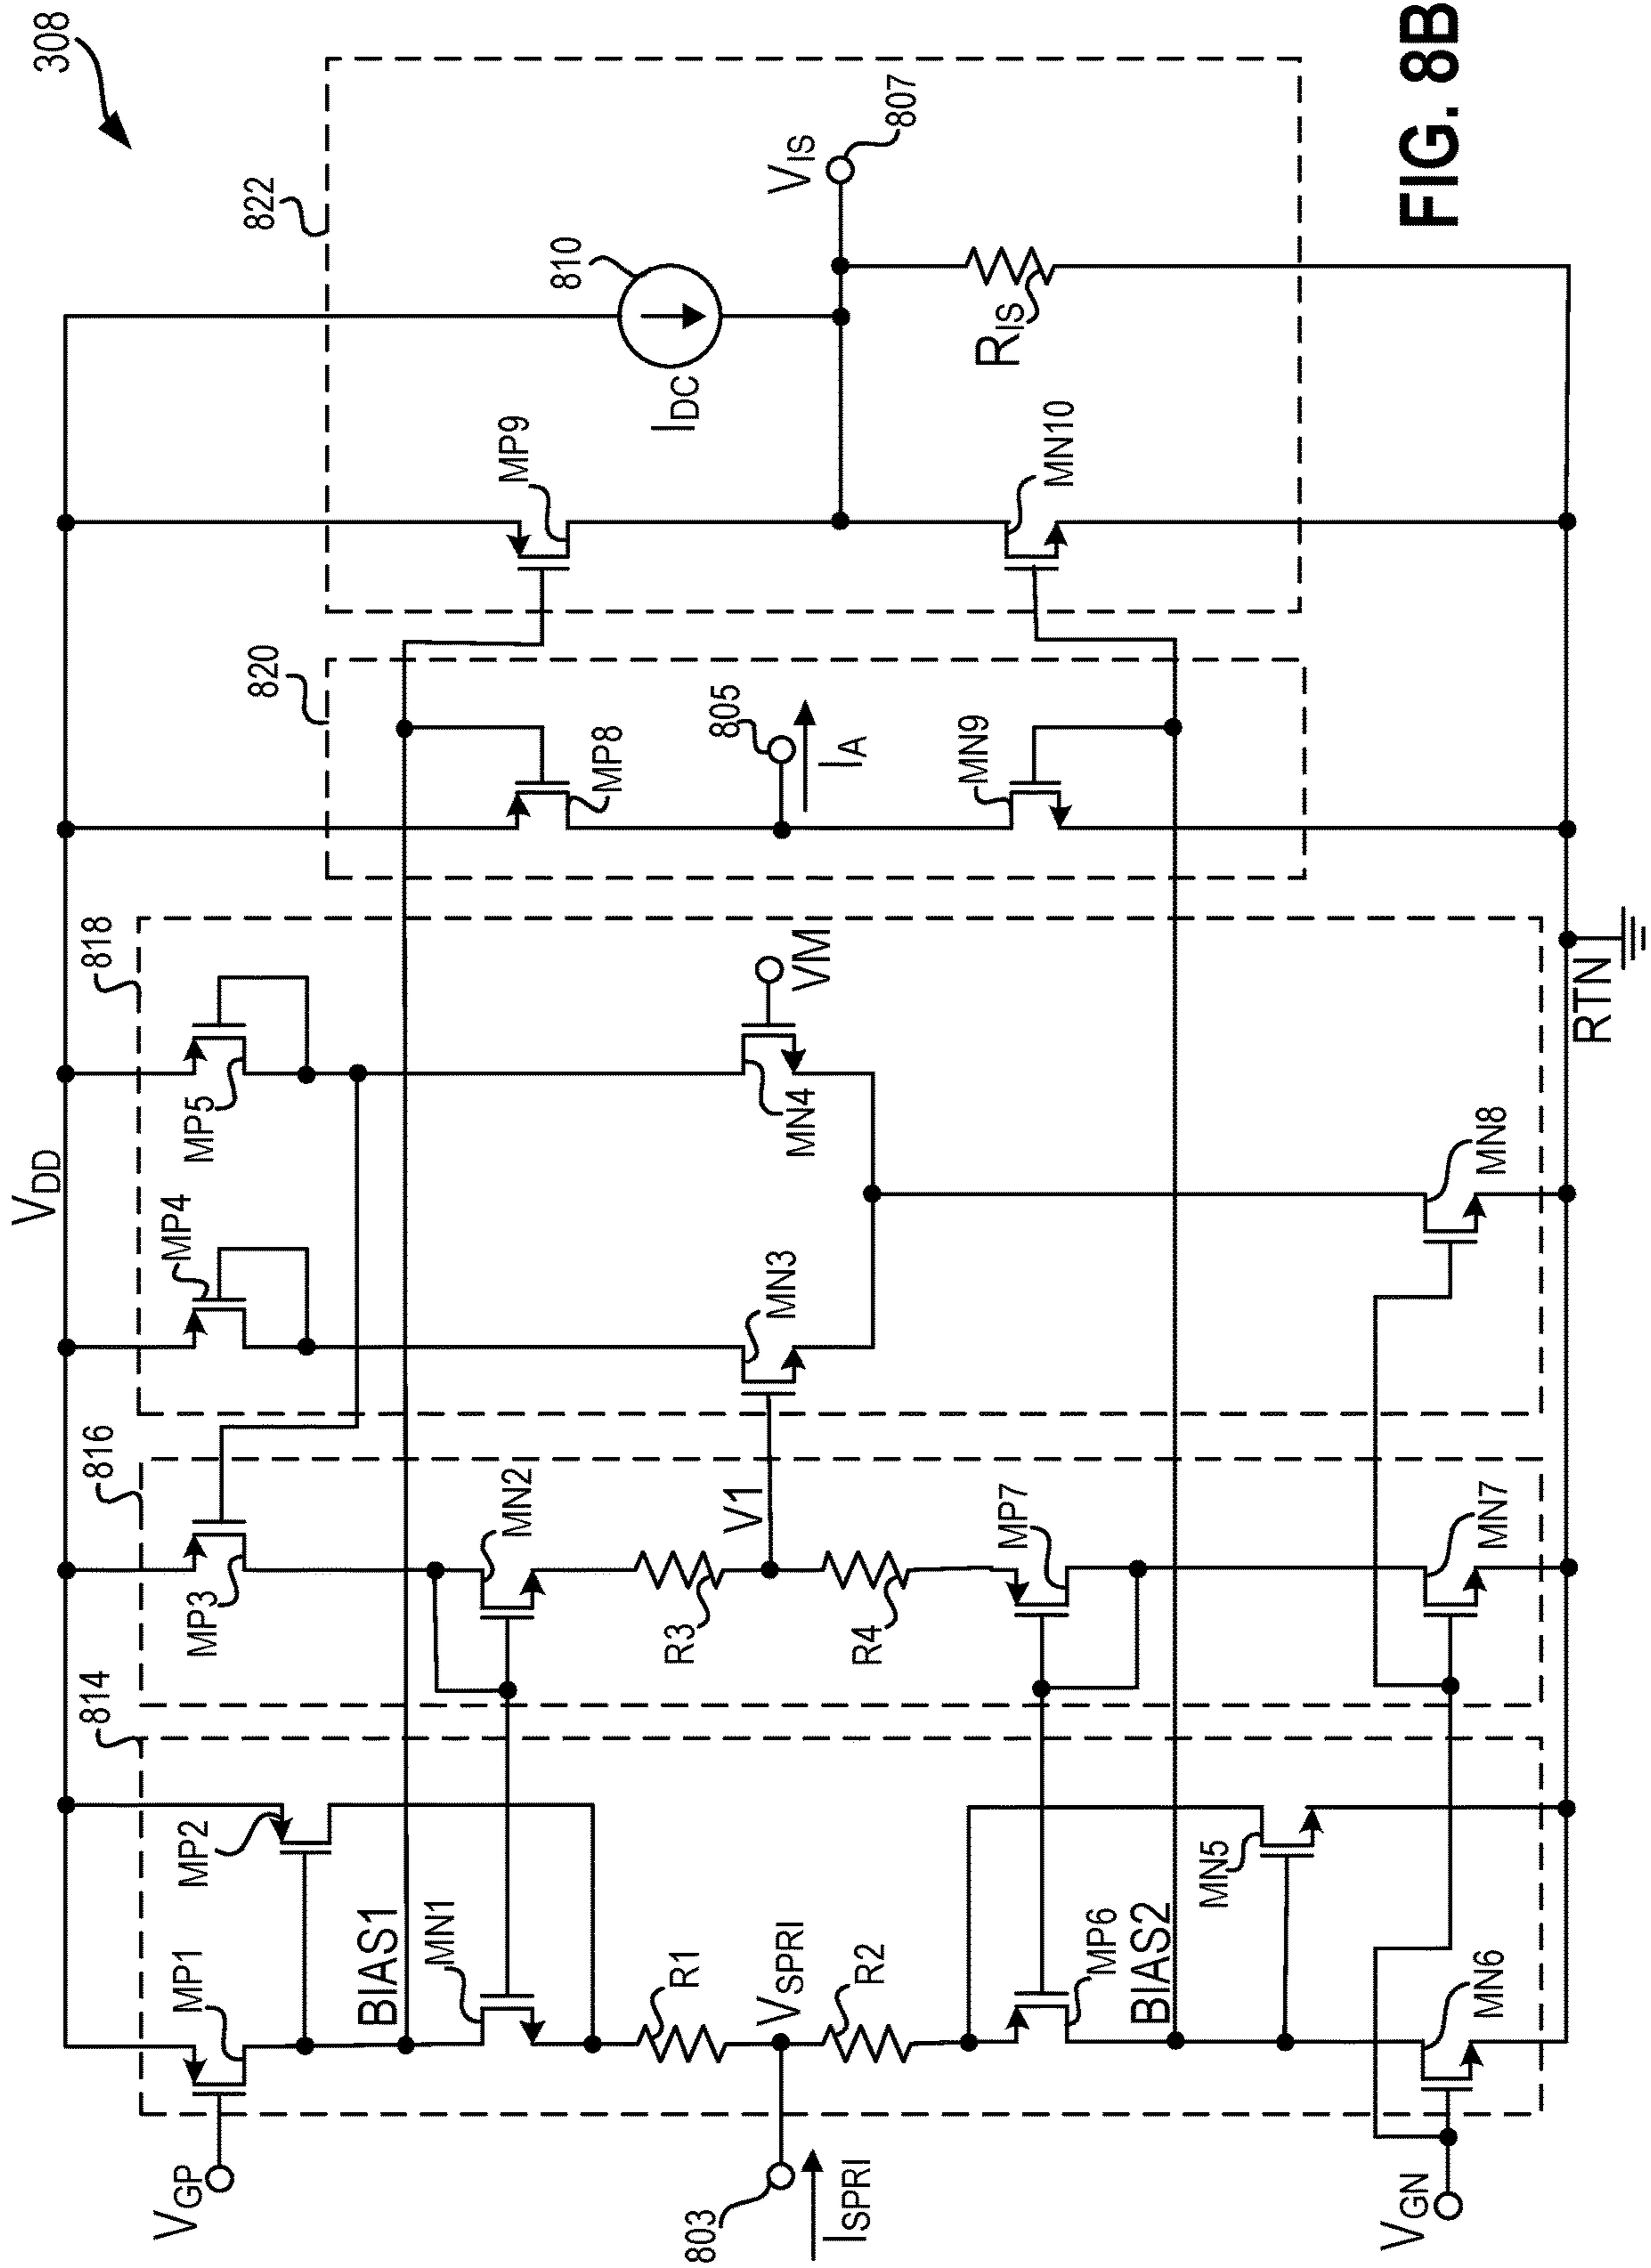 308
822
810
V_IS
807
I_DC
R_IS
MP9
MN10
820
MP8
805
I_A
MN9
818
V_DD
MP5
MP4
VM
MN4
MN3
MN8
RTN
816
MP3
MN2
V1
R3
R4
MP7
MN7
814
MP2
MP1
BIAS1
MN1
R1
V_SPRI
R2
MP6
BIAS2
MN5
MN6
V_GP
803
I_SPRI
V_GN
FIG. 8B